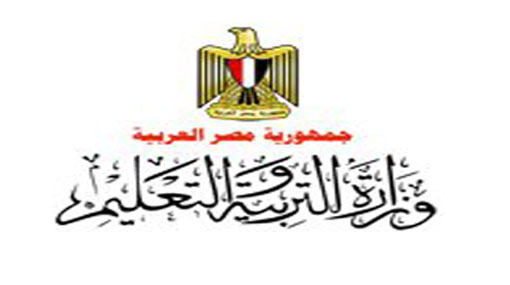 جمهورية مصر العربية
وزارة التربية والتعليم